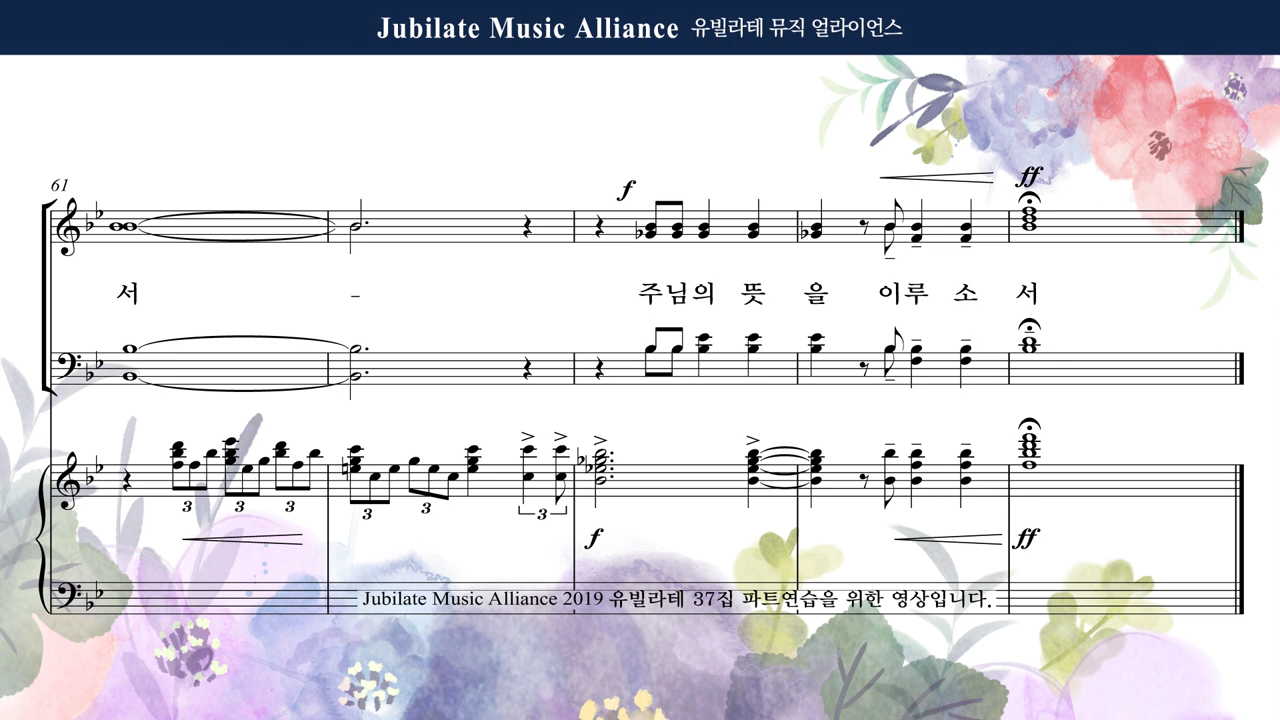 Jubilate Music Alliance 유빌라테 뮤직 얼라이언스
61
f
ff
서 - 주님의 뜻 을 이루 소 서
3 3 3 3 3 3
f ff
Jubilate Music Alliance 2019 유빌라테 37집 파트연습을 위한 영상입니다.